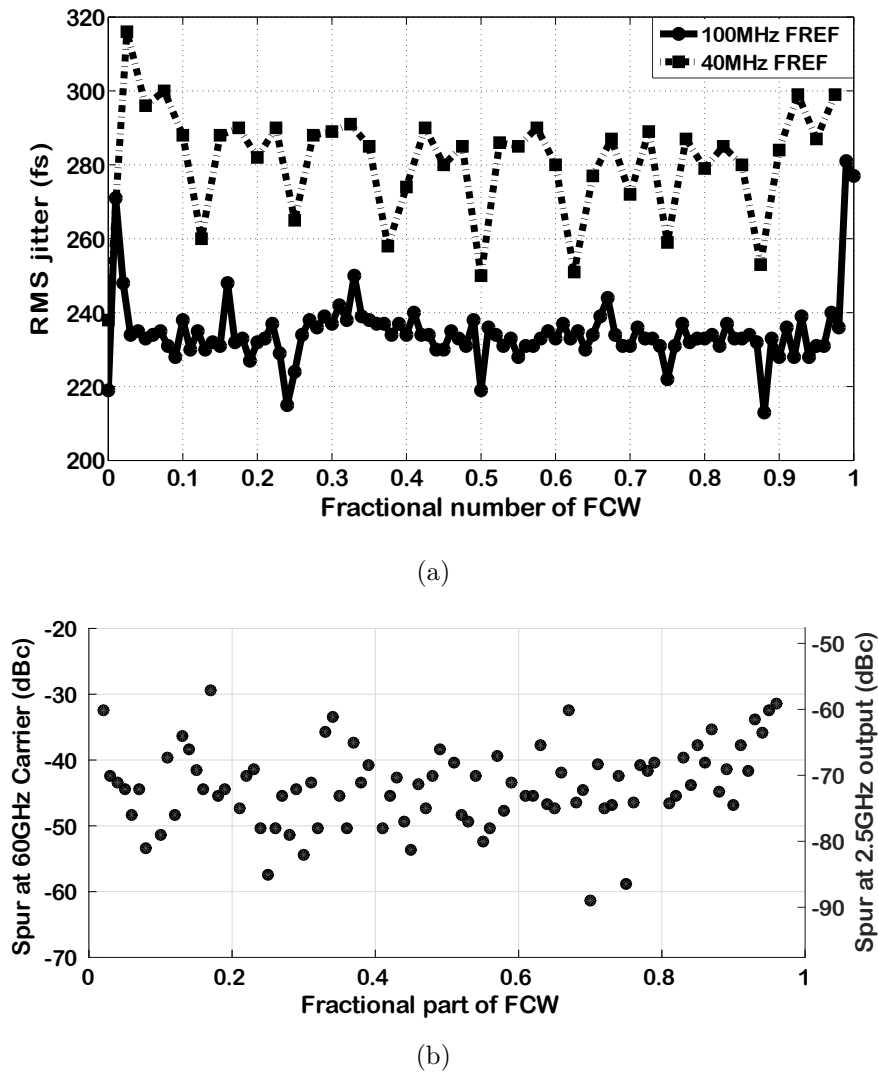 320
300
280
260
240
220
200
RMS jitter (fs)
100MHz FREF
40MHz FREF
0 0.1 0.2 0.3 0.4 0.5 0.6 0.7 0.8 0.9 1
Fractional number of FCW
(a)
-20
-30
-40
-50
-60
-70
Spur at 60GHz Carrier (dBc)
-50
-60
-70
-80
-90
Spur at 2.5GHz output (dBc)
0 0.2 0.4 0.6 0.8 1
Fractional part of FCW
(b)